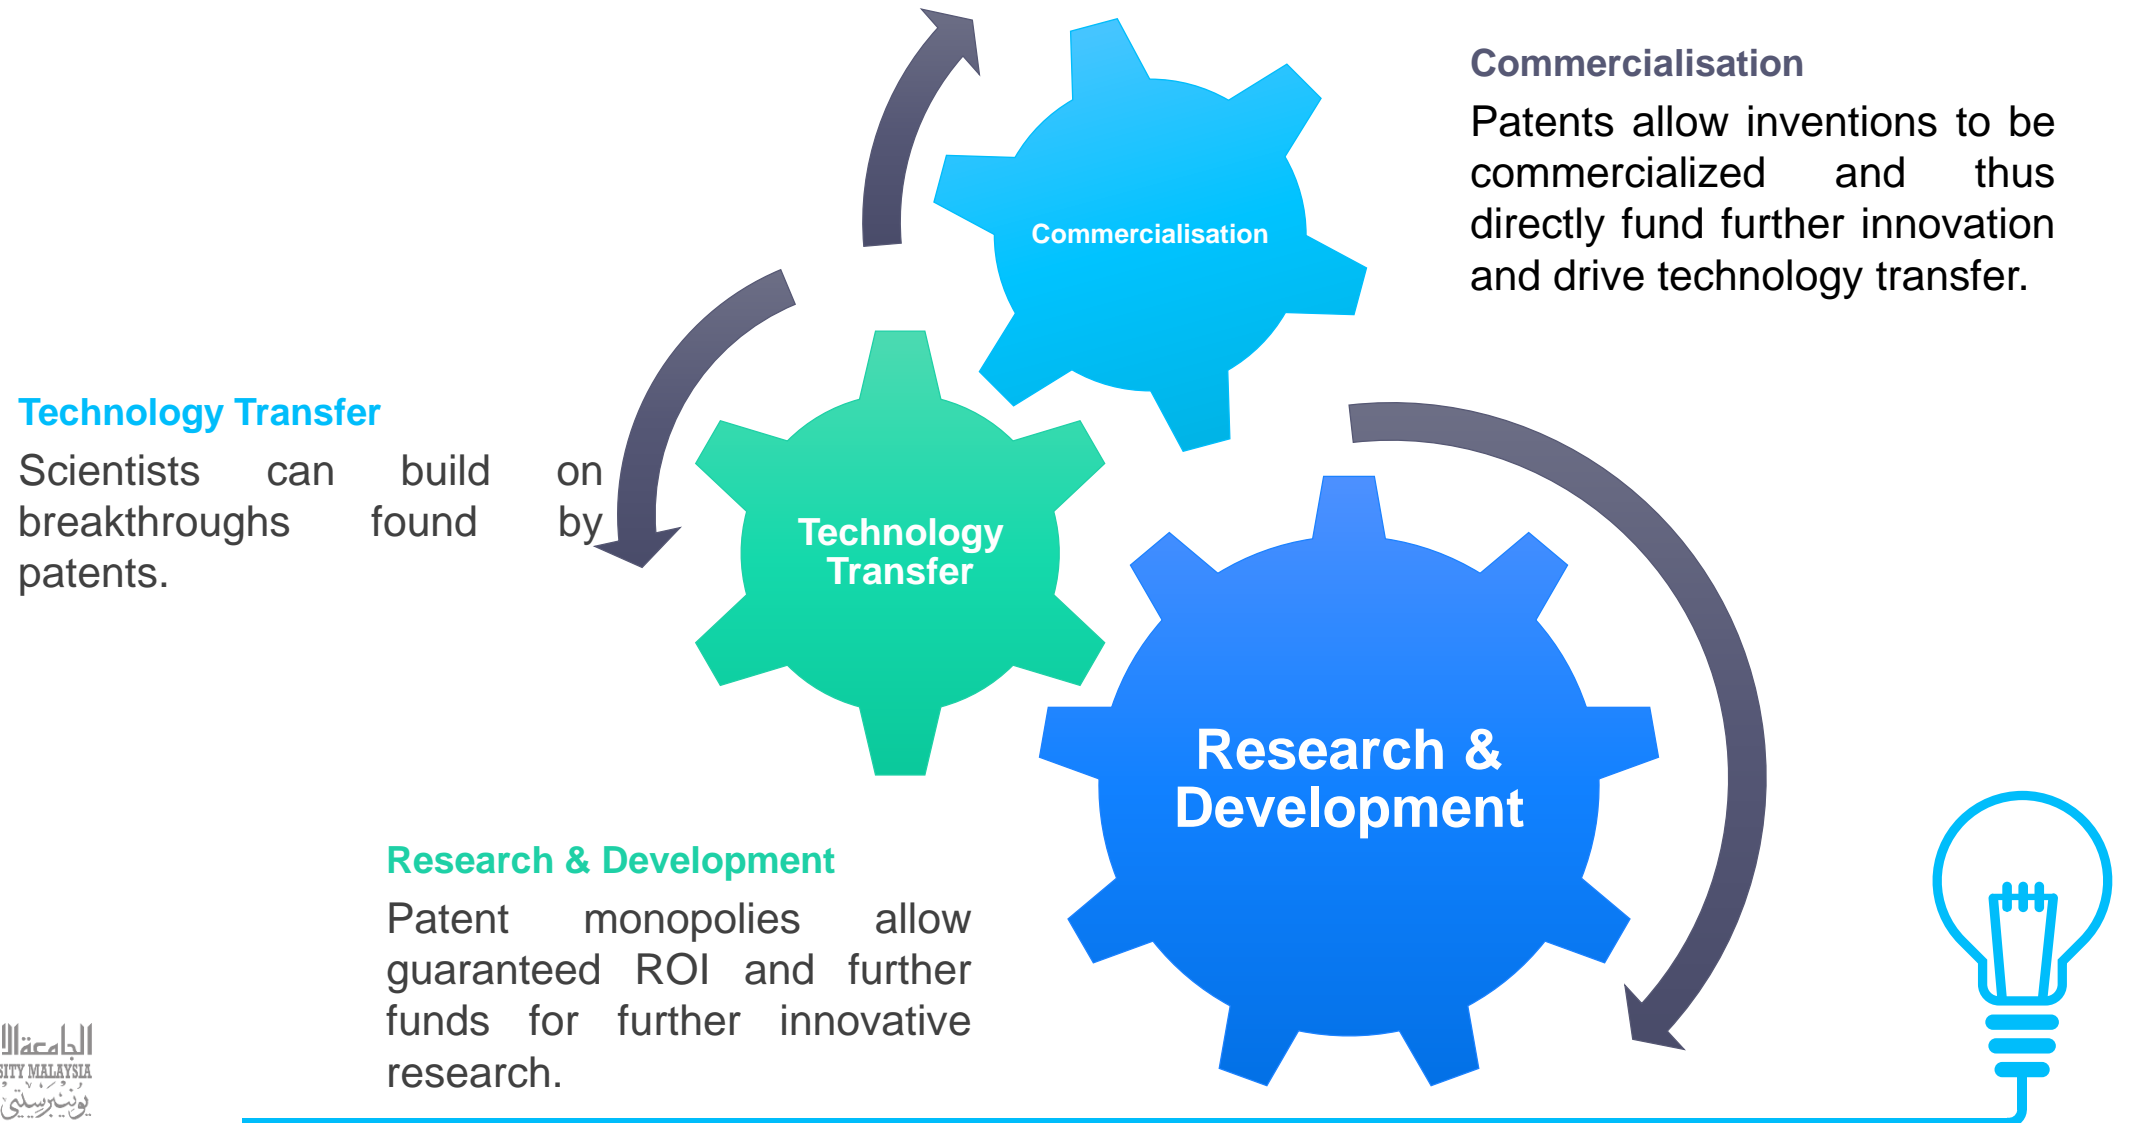 Commercialisation
Patents allow inventions to be
commercialized and thus
directly fund further innovation
and drive technology transfer.
Commercialisation
Technology Transfer
Scientists can build on
breakthroughs found by
patents.
Technology
Transfer
Research &
Development
Research & Development
Patent monopolies allow
guaranteed ROI and further
funds for further innovative
research.
SITY MALAYSIA
يونيبرسيتي